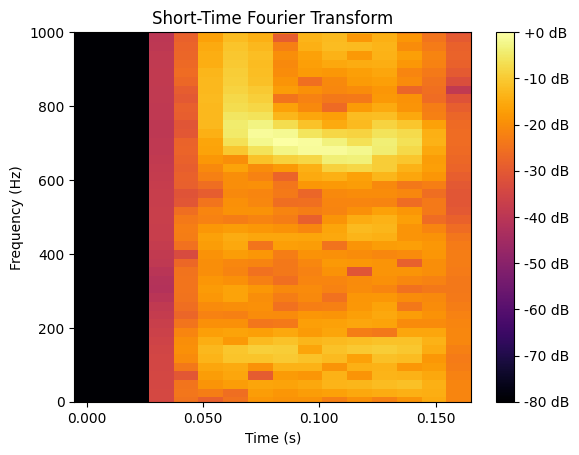 Short-Time Fourier Transform
1000
800
600
400
200
0
Frequency (Hz)
0.000
0.050
0.100
0.150
Time (s)
+0 dB
-10 dB
-20 dB
-30 dB
-40 dB
-50 dB
-60 dB
-70 dB
-80 dB